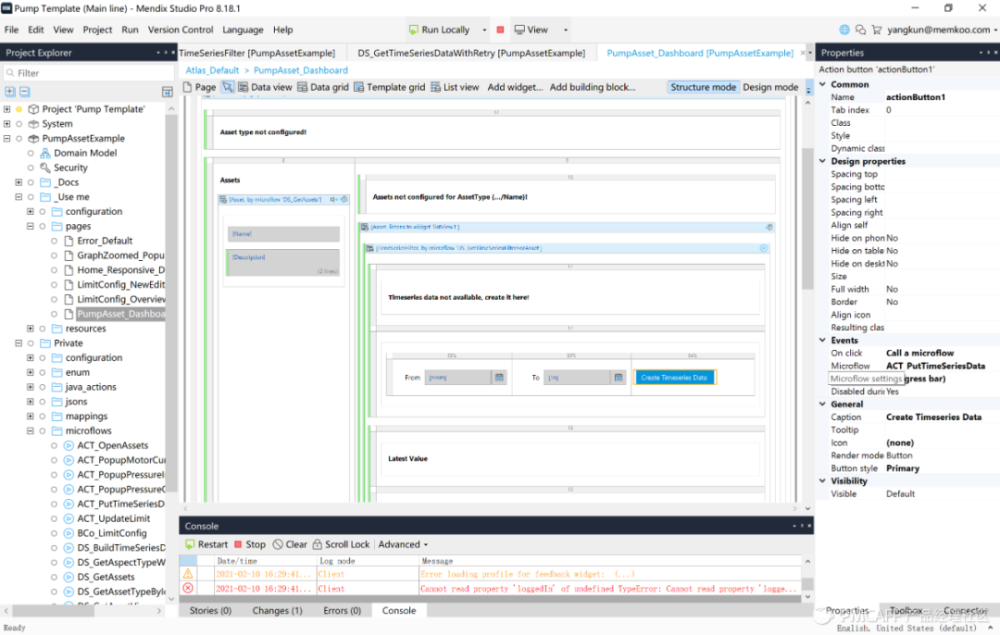 Pump Template (Main line) - Mendix Studio Pro 8.18.1
File Edit View Project Run Version Control Language Help
Run Locally
View
yangkun@memkoo.com
Project Explorer
TimeSeriesFilter [PumpAssetExample]
DS_GetTimeSeriesDataWithRetry [PumpAssetExample]
PumpAsset_Dashboard [PumpAssetExample]
Filter
Atlas_Default > PumpAsset_Dashboard
Page Data view Data grid Template grid List view Add widget... Add building block... Structure mode Design mode
Project 'Pump Template'
System
PumpAssetExample
Domain Model
Security
_Docs
_Use me
configuration
pages
Error_Default
GraphZoomed_Popu
Home_Responsive_D
LimitConfig_NewEdit
LimitConfig_Overview
PumpAsset_Dashboa
resources
Private
configuration
enum
java_actions
jsons
mappings
microflows
ACT_OpenAssets
ACT_PopupMotorCu
ACT_PopupPressureI
ACT_PopupPressureO
ACT_PutTimeSeriesD
ACT_UpdateLimit
BCo_LimitConfig
DS_BuildTimeSeriesD
DS_GetAspectTypeW
DS_GetAssets
DS_GetAssetTypeById
Asset type not configured!
Assets
[Asset, by microflow 'DS_GetAssets']
[Name]
[Description]
(2 lines)
Assets not configured for AssetType {.../Name}!
Timeseries data not available, create it here!
From
To
Create Timeseries Data
Latest Value
Console
Restart Stop Clear Scroll Lock Advanced
Date/time Log node Message
2021-02-10 16:29:41... Client Error loading profile for feedback widget: {...}
2021-02-10 16:29:41... Client Cannot read property 'loggedIn' of undefined TypeError: Cannot read property 'logge...
Stories (0) Changes (1) Errors (0) Console
Ready
Properties
Action button 'actionButton1'
Common
Name actionButton1
Tab index 0
Class
Style
Dynamic class
Design properties
Spacing top
Spacing botto
Spacing left
Spacing right
Align self
Hide on phon No
Hide on table No
Hide on deskt No
Size
Full width No
Border No
Align icon
Resulting clas
Events
On click Call a microflow
Microflow ACT_PutTimeSeriesData
Microflow settings gress bar)
Disabled duri Yes
General
Caption Create Timeseries Data
Tooltip
Icon (none)
Render mode Button
Button style Primary
Visibility
Visible Default
Properties Toolbox Connector
English, United States (default)